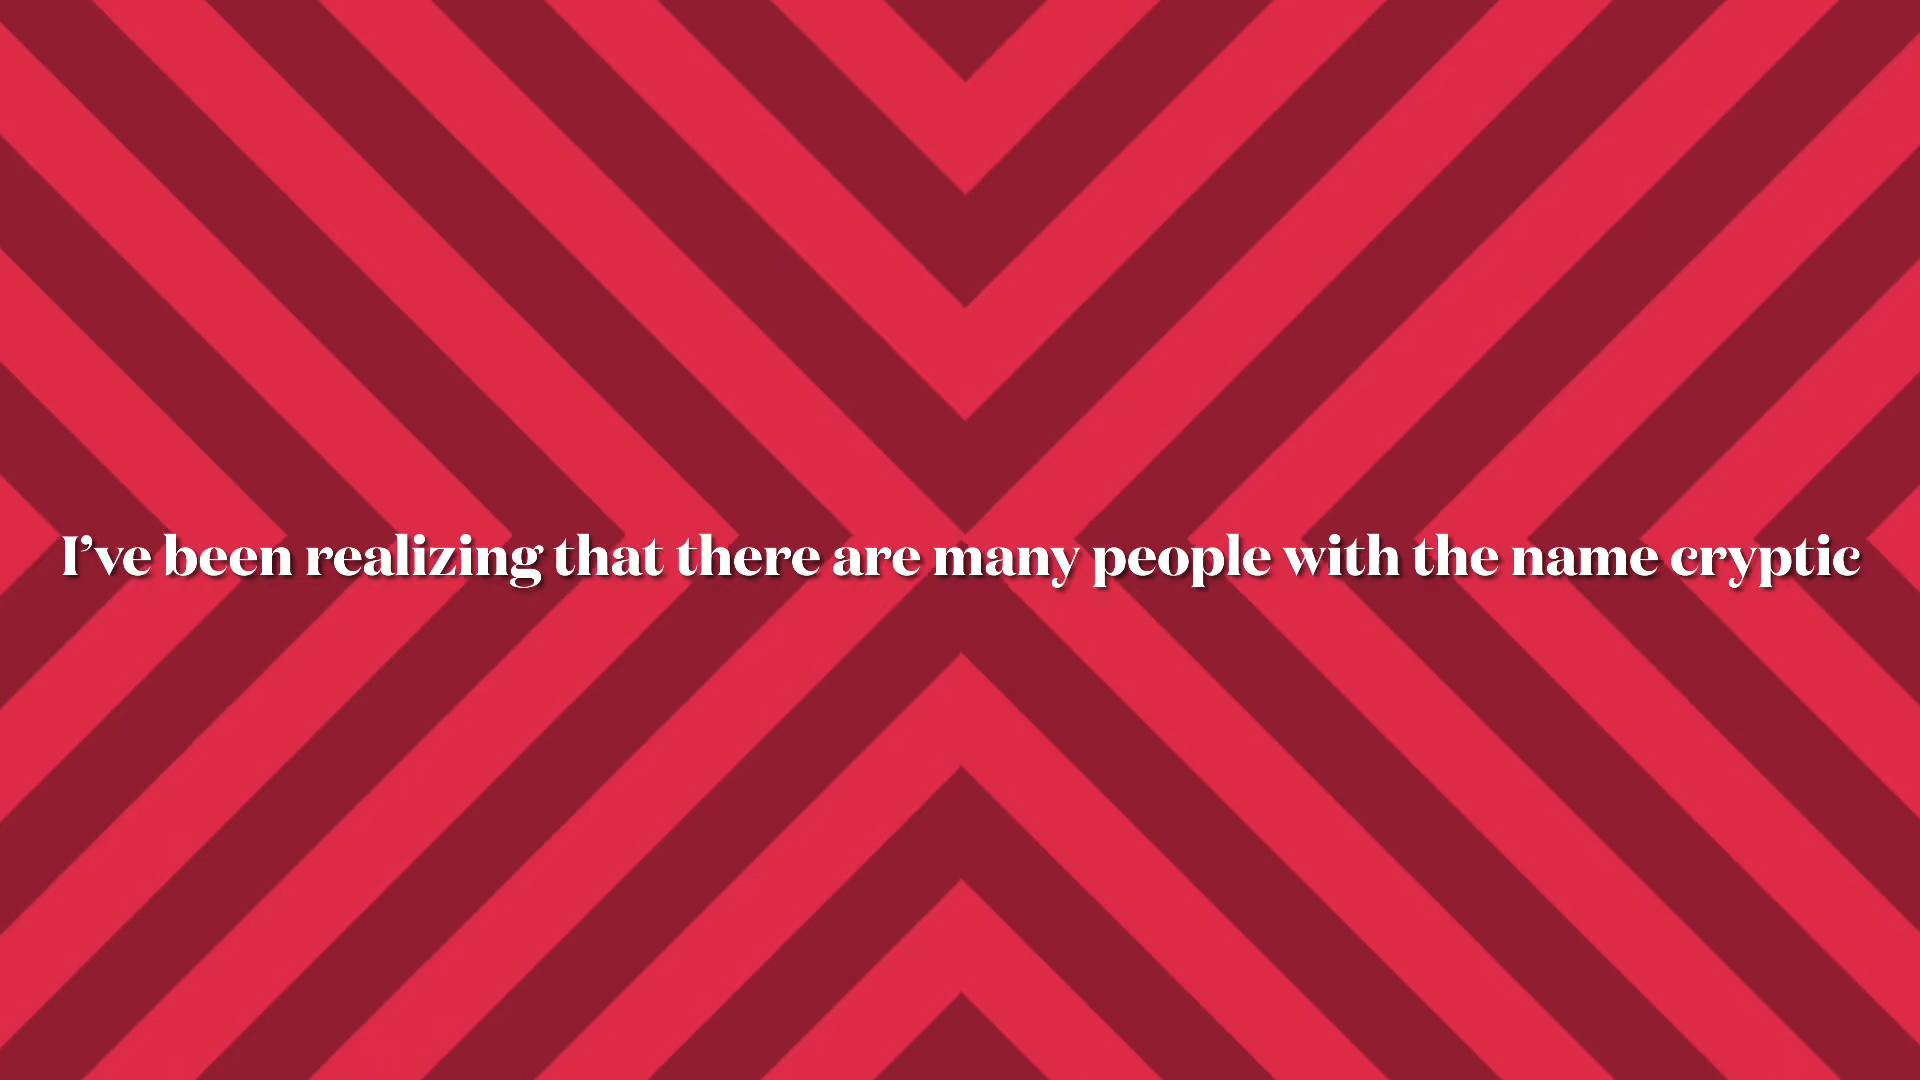 I’ve been realizing that there are many people with the name cryptic